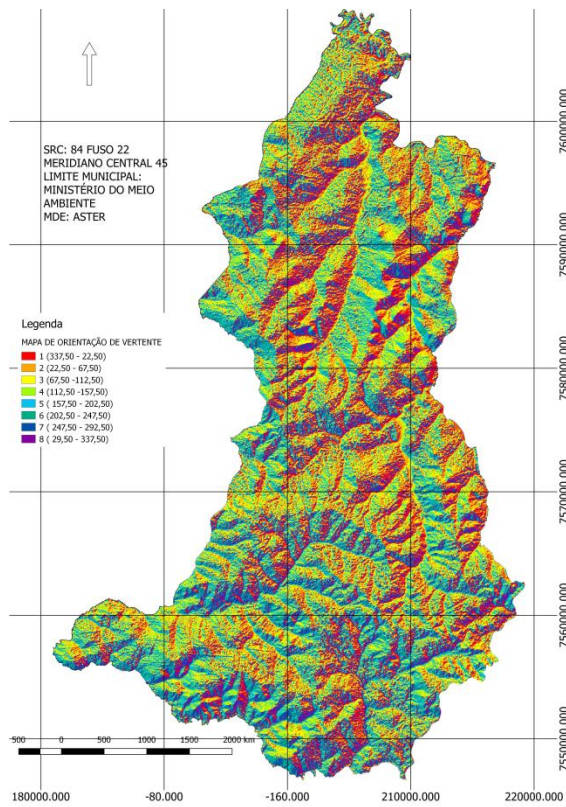 SRC: 84 FUSO 22
MERIDIANO CENTRAL 45
LIMITE MUNICIPAL:
MINISTÉRIO DO MEIO
AMBIENTE
MDE: ASTER
Legenda
MAPA DE ORIENTAÇÃO DE VERTENTE
1 (337,50 - 22,50)
2 (22,50 - 67,50)
3 (67,50 -112,50)
4 (112,50 -157,50)
5 ( 157,50 - 202,50)
6 (202,50 - 247,50)
7 (247,50 - 292,50)
8 ( 29,50 - 337,50)
7600000.000
7590000.000
7580000.000
7570000.000
7560000.000
7550000.000
500 0 500 1000 1500 2000 km
180000.000 -80.000 -160.000 210000.000 220000.000